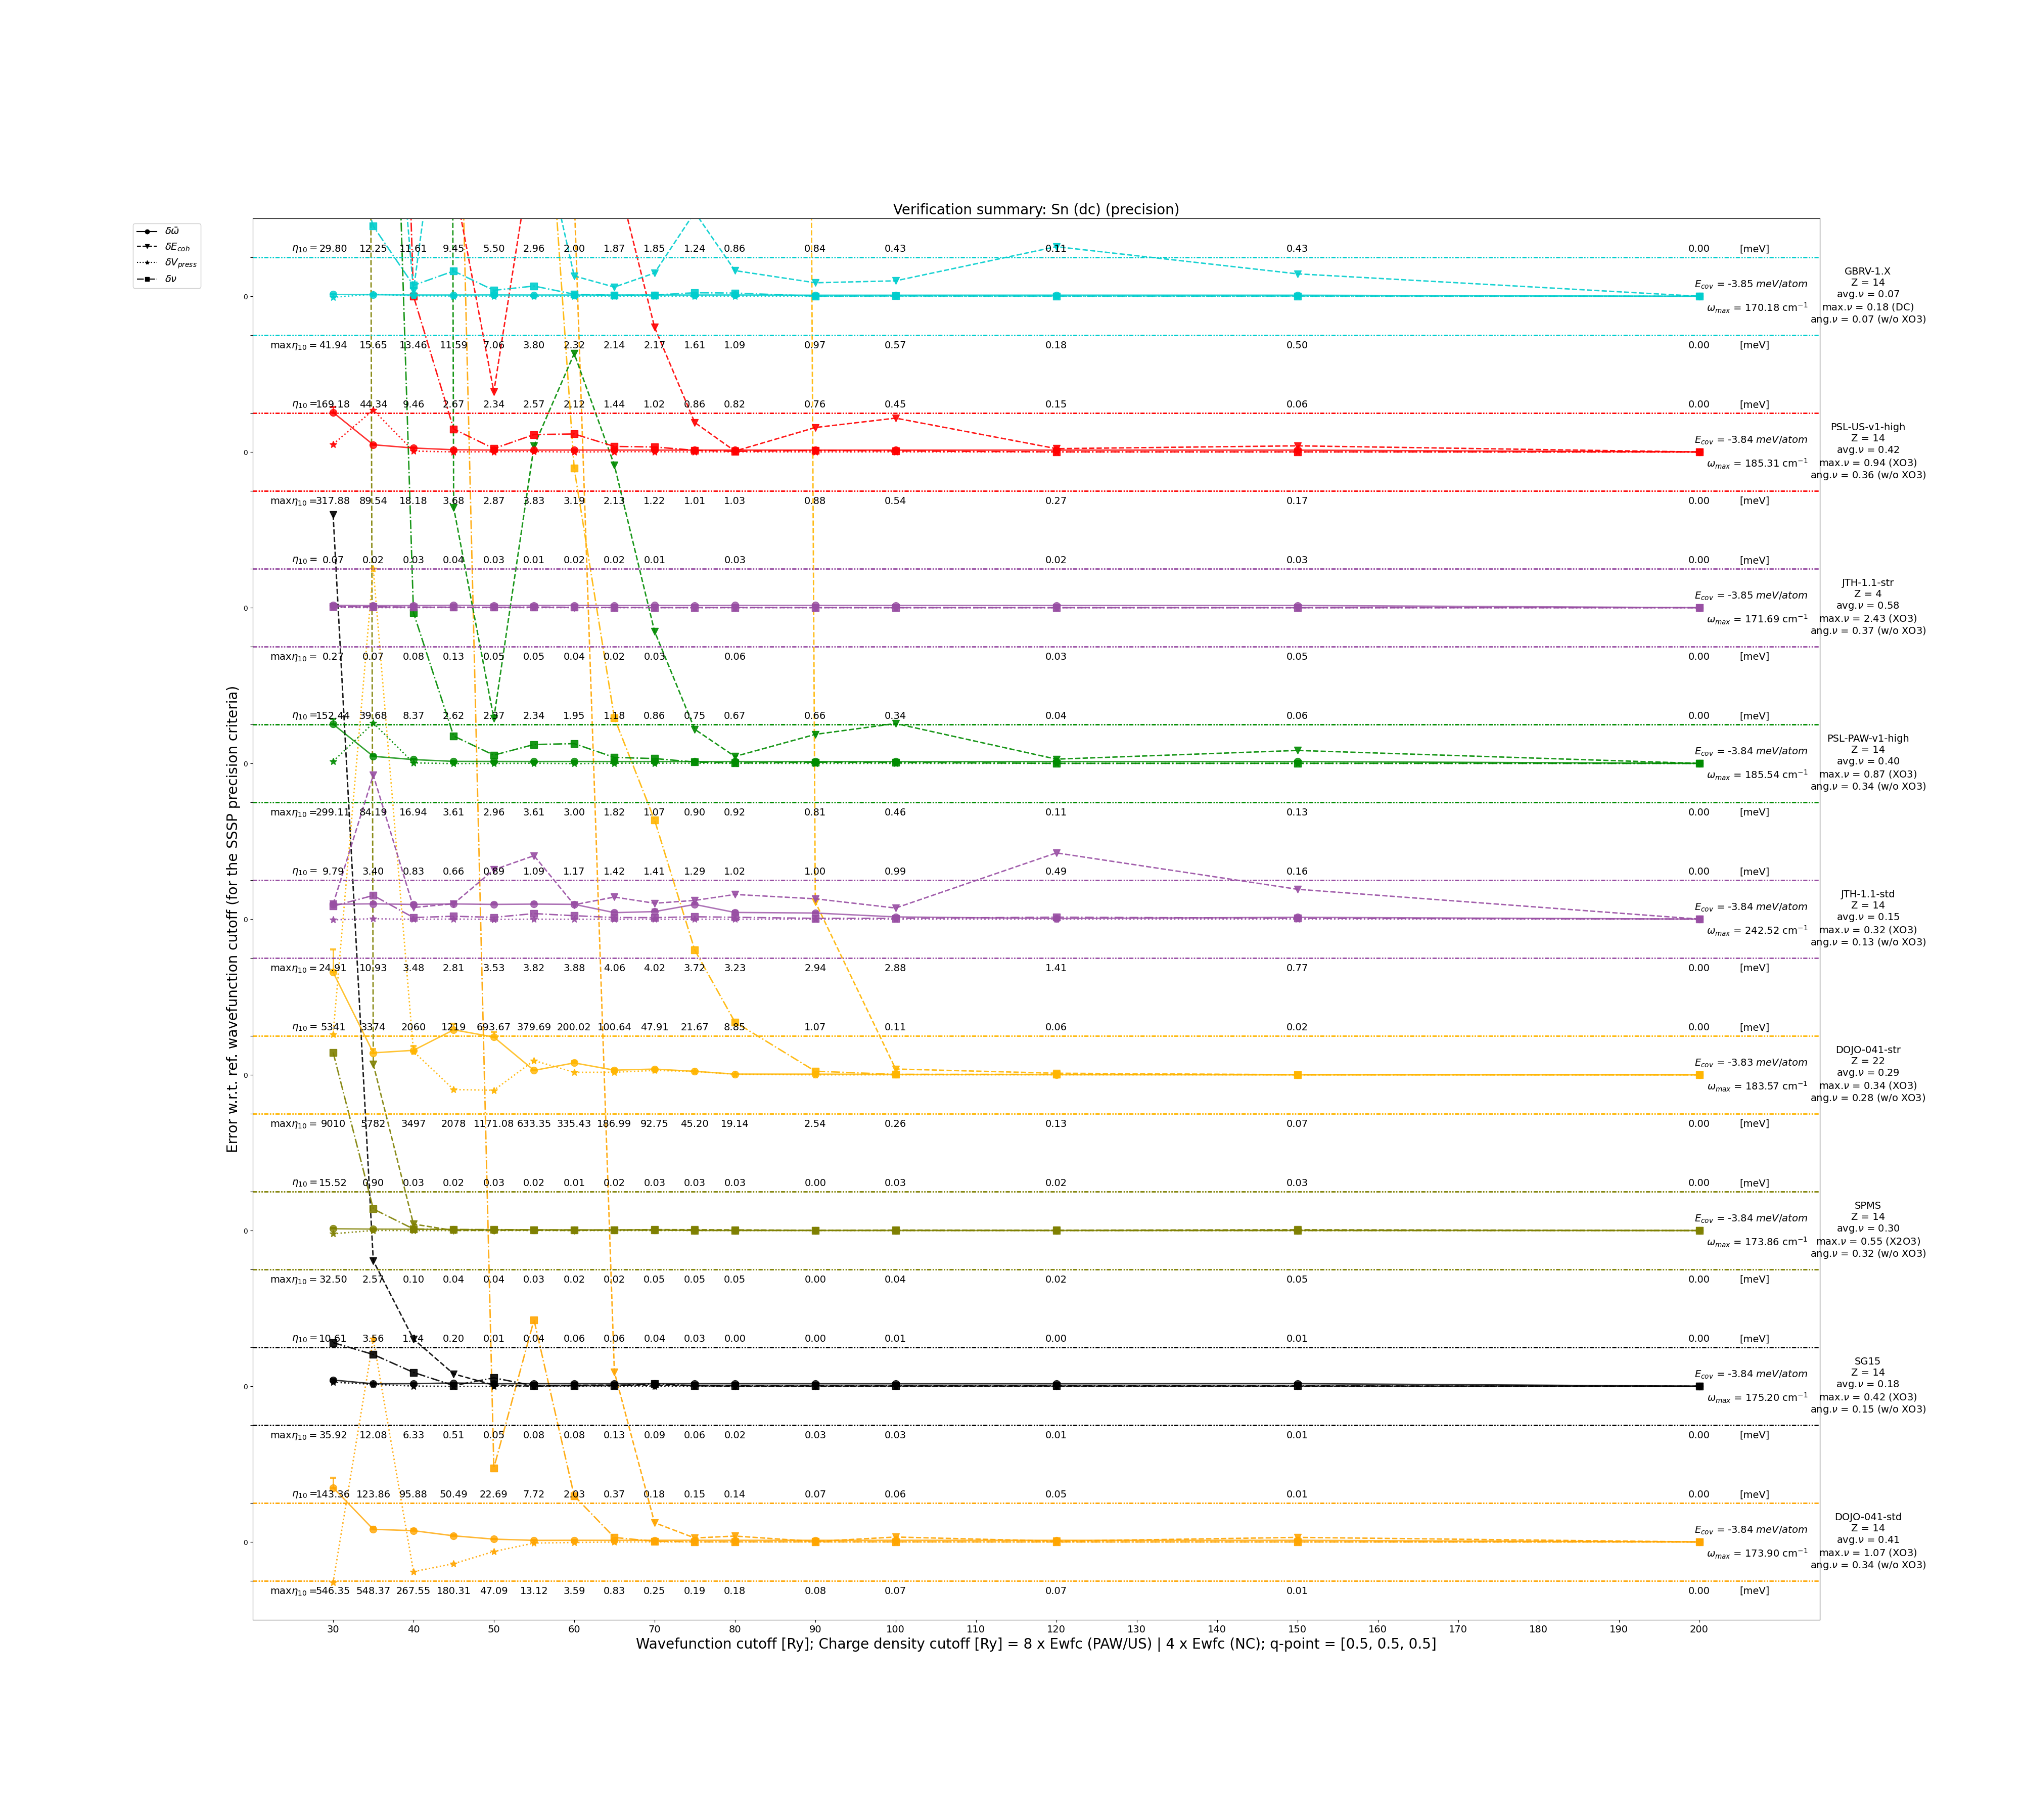 Verification summary: Sn (dc) (precision)
δω̄
δE_coh
δV_press
δν
Error w.r.t. ref. wavefunction cutoff (for the SSSP precision criteria)
η10 = 29.80 12.25 11.61 9.45 5.50 2.96 2.00 1.87 1.85 1.24 0.86 0.84 0.43 0.11 0.43 0.00 [meV]
0
E_cov = -3.85 meV/atom
ω_max = 170.18 cm⁻¹
maxη10 = 41.94 15.65 13.46 11.59 7.06 3.80 2.32 2.14 2.17 1.61 1.09 0.97 0.57 0.18 0.50 0.00 [meV]
GBRV-1.X
Z = 14
avg.ν = 0.07
max.ν = 0.18 (DC)
ang.ν = 0.07 (w/o XO3)
η10 = 169.18 44.34 9.46 2.67 2.34 2.57 2.12 1.44 1.02 0.86 0.82 0.76 0.45 0.15 0.06 0.00 [meV]
0
E_cov = -3.84 meV/atom
ω_max = 185.31 cm⁻¹
maxη10 = 317.88 89.54 18.18 3.68 2.87 3.83 3.19 2.13 1.22 1.01 1.03 0.88 0.54 0.27 0.17 0.00 [meV]
PSL-US-v1-high
Z = 14
avg.ν = 0.42
max.ν = 0.94 (XO3)
ang.ν = 0.36 (w/o XO3)
η10 = 0.07 0.02 0.03 0.04 0.03 0.01 0.02 0.02 0.01 0.03 0.02 0.03 0.00 [meV]
0
E_cov = -3.85 meV/atom
ω_max = 171.69 cm⁻¹
maxη10 = 0.27 0.07 0.08 0.13 0.05 0.05 0.04 0.02 0.03 0.06 0.03 0.05 0.00 [meV]
JTH-1.1-str
Z = 4
avg.ν = 0.58
max.ν = 2.43 (XO3)
ang.ν = 0.37 (w/o XO3)
η10 = 152.44 39.68 8.37 2.62 2.34 1.95 1.18 0.86 0.75 0.67 0.66 0.34 0.04 0.06 0.00 [meV]
0
E_cov = -3.84 meV/atom
ω_max = 185.54 cm⁻¹
maxη10 = 299.11 84.19 16.94 3.61 2.96 3.61 3.00 1.82 1.07 0.90 0.92 0.81 0.46 0.11 0.13 0.00 [meV]
PSL-PAW-v1-high
Z = 14
avg.ν = 0.40
max.ν = 0.87 (XO3)
ang.ν = 0.34 (w/o XO3)
η10 = 9.79 3.40 0.83 0.66 0.89 1.09 1.17 1.42 1.41 1.29 1.02 1.00 0.99 0.49 0.16 0.00 [meV]
0
E_cov = -3.84 meV/atom
ω_max = 242.52 cm⁻¹
maxη10 = 24.91 10.93 3.48 2.81 3.53 3.82 3.88 4.06 4.02 3.72 3.23 2.94 2.88 1.41 0.77 0.00 [meV]
JTH-1.1-std
Z = 14
avg.ν = 0.15
max.ν = 0.32 (XO3)
ang.ν = 0.13 (w/o XO3)
η10 = 5341 3374 2060 1219 693.67 379.69 200.02 100.64 47.91 21.67 8.85 1.07 0.11 0.06 0.02 0.00 [meV]
0
E_cov = -3.83 meV/atom
ω_max = 183.57 cm⁻¹
maxη10 = 9010 5782 3497 2078 1171.08 633.35 335.43 186.99 92.75 45.20 19.14 2.54 0.26 0.13 0.07 0.00 [meV]
DOJO-041-str
Z = 22
avg.ν = 0.29
max.ν = 0.34 (XO3)
ang.ν = 0.28 (w/o XO3)
η10 = 15.52 0.90 0.03 0.02 0.03 0.02 0.01 0.02 0.03 0.03 0.03 0.00 0.03 0.02 0.03 0.00 [meV]
0
E_cov = -3.84 meV/atom
ω_max = 173.86 cm⁻¹
maxη10 = 32.50 2.57 0.10 0.04 0.04 0.03 0.02 0.02 0.05 0.05 0.05 0.00 0.04 0.02 0.05 0.00 [meV]
SPMS
Z = 14
avg.ν = 0.30
max.ν = 0.55 (X2O3)
ang.ν = 0.32 (w/o XO3)
η10 = 10.61 3.56 0.20 0.01 0.04 0.06 0.06 0.04 0.03 0.00 0.00 0.01 0.00 0.01 0.00 [meV]
0
E_cov = -3.84 meV/atom
ω_max = 175.20 cm⁻¹
maxη10 = 35.92 12.08 6.33 0.51 0.05 0.08 0.08 0.13 0.09 0.06 0.02 0.03 0.03 0.01 0.01 0.00 [meV]
SG15
Z = 14
avg.ν = 0.18
max.ν = 0.42 (XO3)
ang.ν = 0.15 (w/o XO3)
η10 = 143.36 123.86 95.88 50.49 22.69 7.72 2.03 0.37 0.18 0.15 0.14 0.07 0.06 0.05 0.01 0.00 [meV]
0
E_cov = -3.84 meV/atom
ω_max = 173.90 cm⁻¹
maxη10 = 546.35 548.37 267.55 180.31 47.09 13.12 3.59 0.83 0.25 0.19 0.18 0.08 0.07 0.07 0.01 0.00 [meV]
DOJO-041-std
Z = 14
avg.ν = 0.41
max.ν = 1.07 (XO3)
ang.ν = 0.34 (w/o XO3)
30 40 50 60 70 80 90 100 110 120 130 140 150 160 170 180 190 200
Wavefunction cutoff [Ry]; Charge density cutoff [Ry] = 8 x Ewfc (PAW/US) | 4 x Ewfc (NC); q-point = [0.5, 0.5, 0.5]